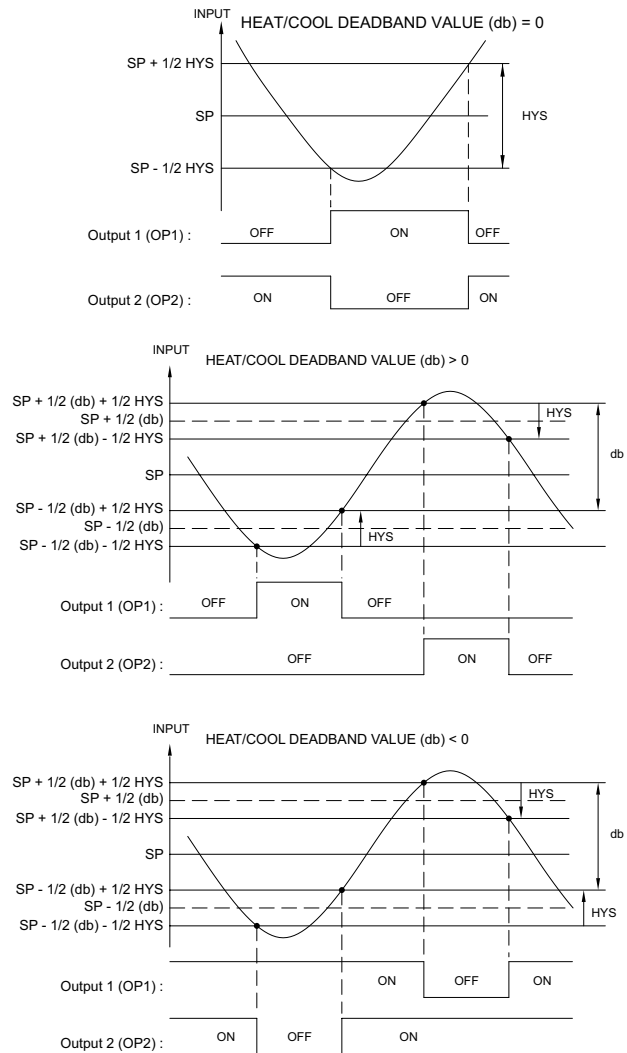 HEAT/COOL DEADBAND VALUE (db) = 0
INPUT
SP + 1/2 HYS
SP
HYS
SP - 1/2 HYS
Output 1 (OP1) :
OFF
ON
OFF
Output 2 (OP2) :
ON
OFF
ON
INPUT
HEAT/COOL DEADBAND VALUE (db) > 0
SP + 1/2 (db) + 1/2 HYS
SP + 1/2 (db)
HYS
SP + 1/2 (db) - 1/2 HYS
db
SP
SP - 1/2 (db) + 1/2 HYS
SP - 1/2 (db)
HYS
SP - 1/2 (db) - 1/2 HYS
Output 1 (OP1) :
OFF
ON
OFF
Output 2 (OP2) :
OFF
ON
OFF
INPUT
HEAT/COOL DEADBAND VALUE (db) < 0
SP + 1/2 (db) + 1/2 HYS
SP + 1/2 (db)
HYS
SP + 1/2 (db) - 1/2 HYS
db
SP
SP - 1/2 (db) + 1/2 HYS
SP - 1/2 (db)
HYS
SP - 1/2 (db) - 1/2 HYS
Output 1 (OP1) :
ON
OFF
ON
Output 2 (OP2) :
ON
OFF
ON